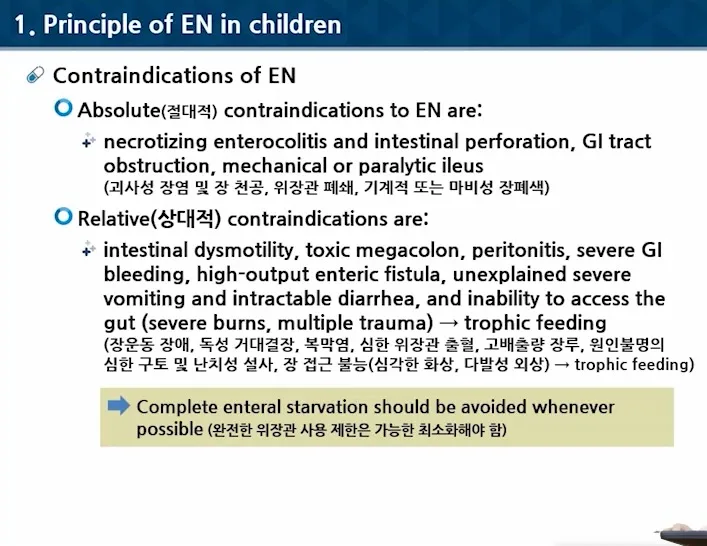 1. Principle of EN in children
Contraindications of EN
Absolute(절대적) contraindications to EN are:
necrotizing enterocolitis and intestinal perforation, GI tract
obstruction, mechanical or paralytic ileus
(괴사성 장염 및 장 천공, 위장관 폐쇄, 기계적 또는 마비성 장폐색)
Relative(상대적) contraindications are:
intestinal dysmotility, toxic megacolon, peritonitis, severe GI
bleeding, high-output enteric fistula, unexplained severe
vomiting and intractable diarrhea, and inability to access the
gut (severe burns, multiple trauma) → trophic feeding
(장운동 장애, 독성 거대결장, 복막염, 심한 위장관 출혈, 고배출량 장루, 원인불명의
심한 구토 및 난치성 설사, 장 접근 불능(심각한 화상, 다발성 외상) → trophic feeding)
Complete enteral starvation should be avoided whenever
possible (완전한 위장관 사용 제한은 가능한 최소화해야 함)